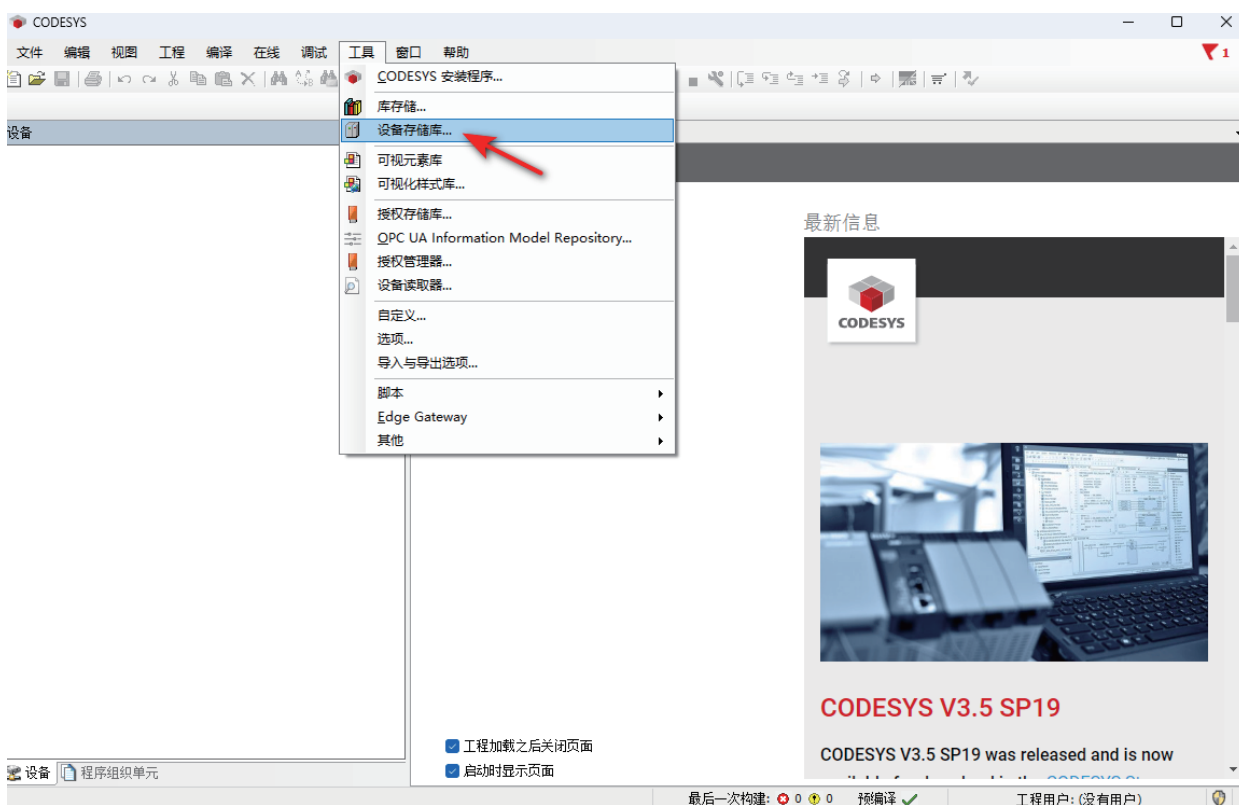 CODESYS
文件 编辑 视图 工程 编译 在线 调试 工具 窗口 帮助
1
CODESYS 安装程序...
库存储...
设备存储库...
可视元素库
可视化样式库...
授权存储库...
OPC UA Information Model Repository...
授权管理器...
设备读取器...
自定义...
选项...
导入与导出选项...
脚本
Edge Gateway
其他
设备
最新信息
CODESYS
CODESYS V3.5 SP19
CODESYS V3.5 SP19 was released and is now
工程加载之后关闭页面
启动时显示页面
设备 程序组织单元
最后一次构建: 0 0 预编译 工程用户: (没有用户)